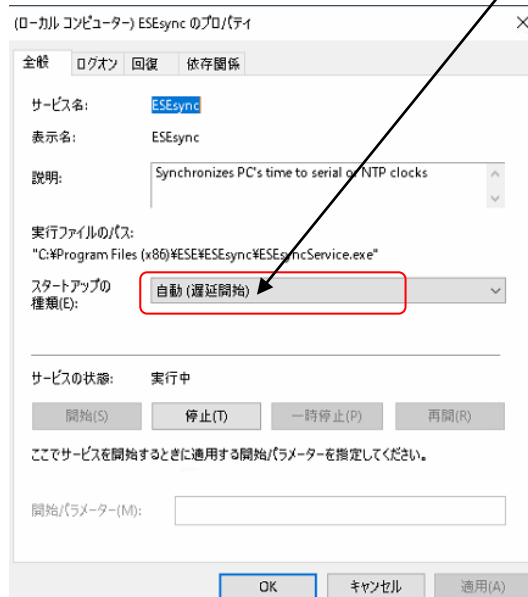 (ローカル コンピューター) ESEsync のプロパティ
全般 ログオン 回復 依存関係
サービス名: ESEsync
表示名: ESEsync
説明: Synchronizes PC's time to serial or NTP clocks
実行ファイルのパス:
"C:¥Program Files (x86)¥ESE¥ESEsync¥ESEsyncService.exe"
スタートアップの
種類(E): 自動 (遅延開始)
サービスの状態: 実行中
開始(S) 停止(T) 一時停止(P) 再開(R)
ここでサービスを開始するときに適用する開始パラメーターを指定してください。
開始パラメーター(M):
OK キャンセル 適用(A)